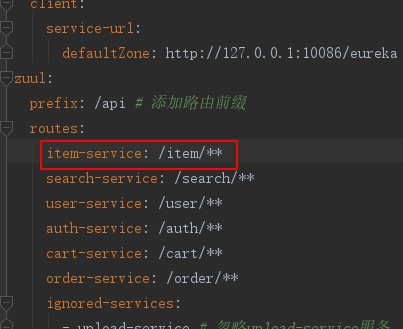 client:
service-url:
defaultZone: http://127.0.0.1:10086/eureka
zuul:
prefix: /api # 添加路由前缀
routes:
item-service: /item/**
search-service: /search/**
user-service: /user/**
auth-service: /auth/**
cart-service: /cart/**
order-service: /order/**
ignored-services:
- upload-service # 忽略upload-service服务